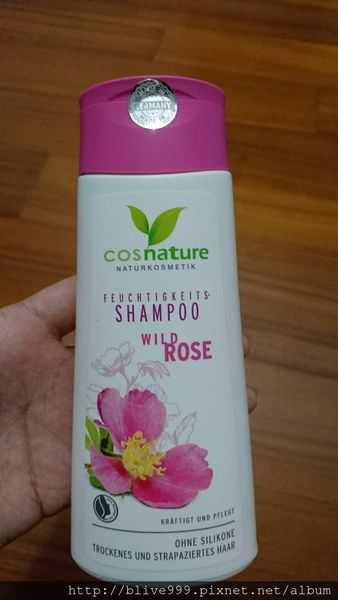 GERMANY
cosnature
NATURKOSMETIK
FEUCHTIGKEITS-
SHAMPOO
WILD
ROSE
KRÄFTIGT UND PFLEGT
OHNE SILIKONE
TROCKENES UND STRAPAZIERTES HAAR
http://blive999.pixnet.net/album